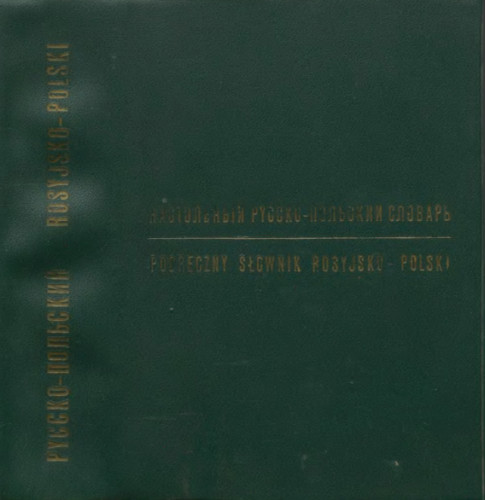 РУССКО-ПОЛЬСКИЙ ROSYJSKO-POLSKI
НАСТОЛЬНЫЙ РУССКО-ПОЛЬСКИЙ СЛОВАРЬ
PODRĘCZNY SŁOWNIK ROSYJSKO-POLSKI